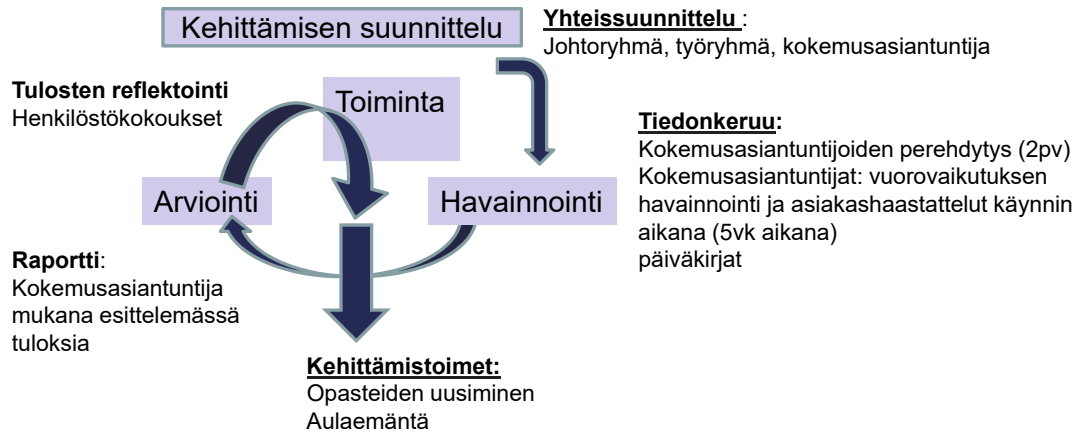 Kehittämisen suunnittelu
Yhteissuunnittelu :
Johtoryhmä, työryhmä, kokemusasiantuntija
Tulosten reflektointi
Henkilöstökokoukset
Toiminta
Tiedonkeruu:
Kokemusasiantuntijoiden perehdytys (2pv)
Kokemusasiantuntijat: vuorovaikutuksen
havainnointi ja asiakashaastattelut käynnin
aikana (5vk aikana)
päiväkirjat
Arviointi
Havainnointi
Raportti:
Kokemusasiantuntija
mukana esittelemässä
tuloksia
Kehittämistoimet:
Opasteiden uusiminen
Aulaemäntä